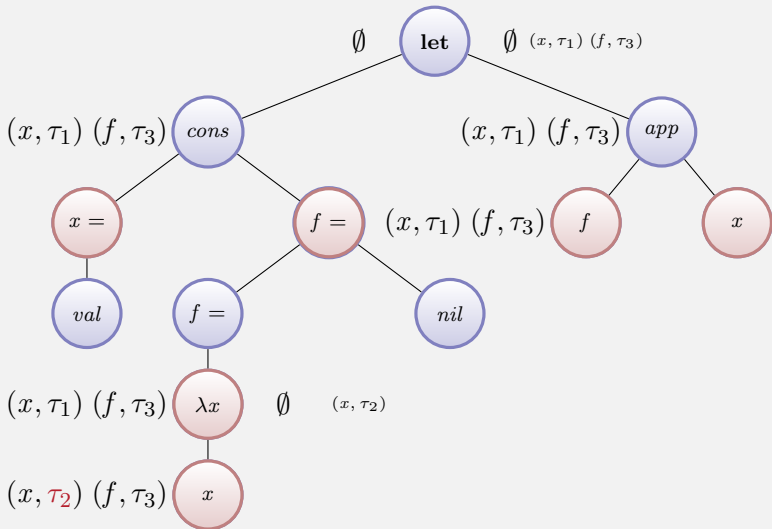 ∅ let ∅ (x, τ₁) (f, τ₃)
(x, τ₁) (f, τ₃) cons (x, τ₁) (f, τ₃) app
x = f = (x, τ₁) (f, τ₃) f x
val f = nil
(x, τ₁) (f, τ₃) λx ∅ (x, τ₂)
(x, τ₂) (f, τ₃) x